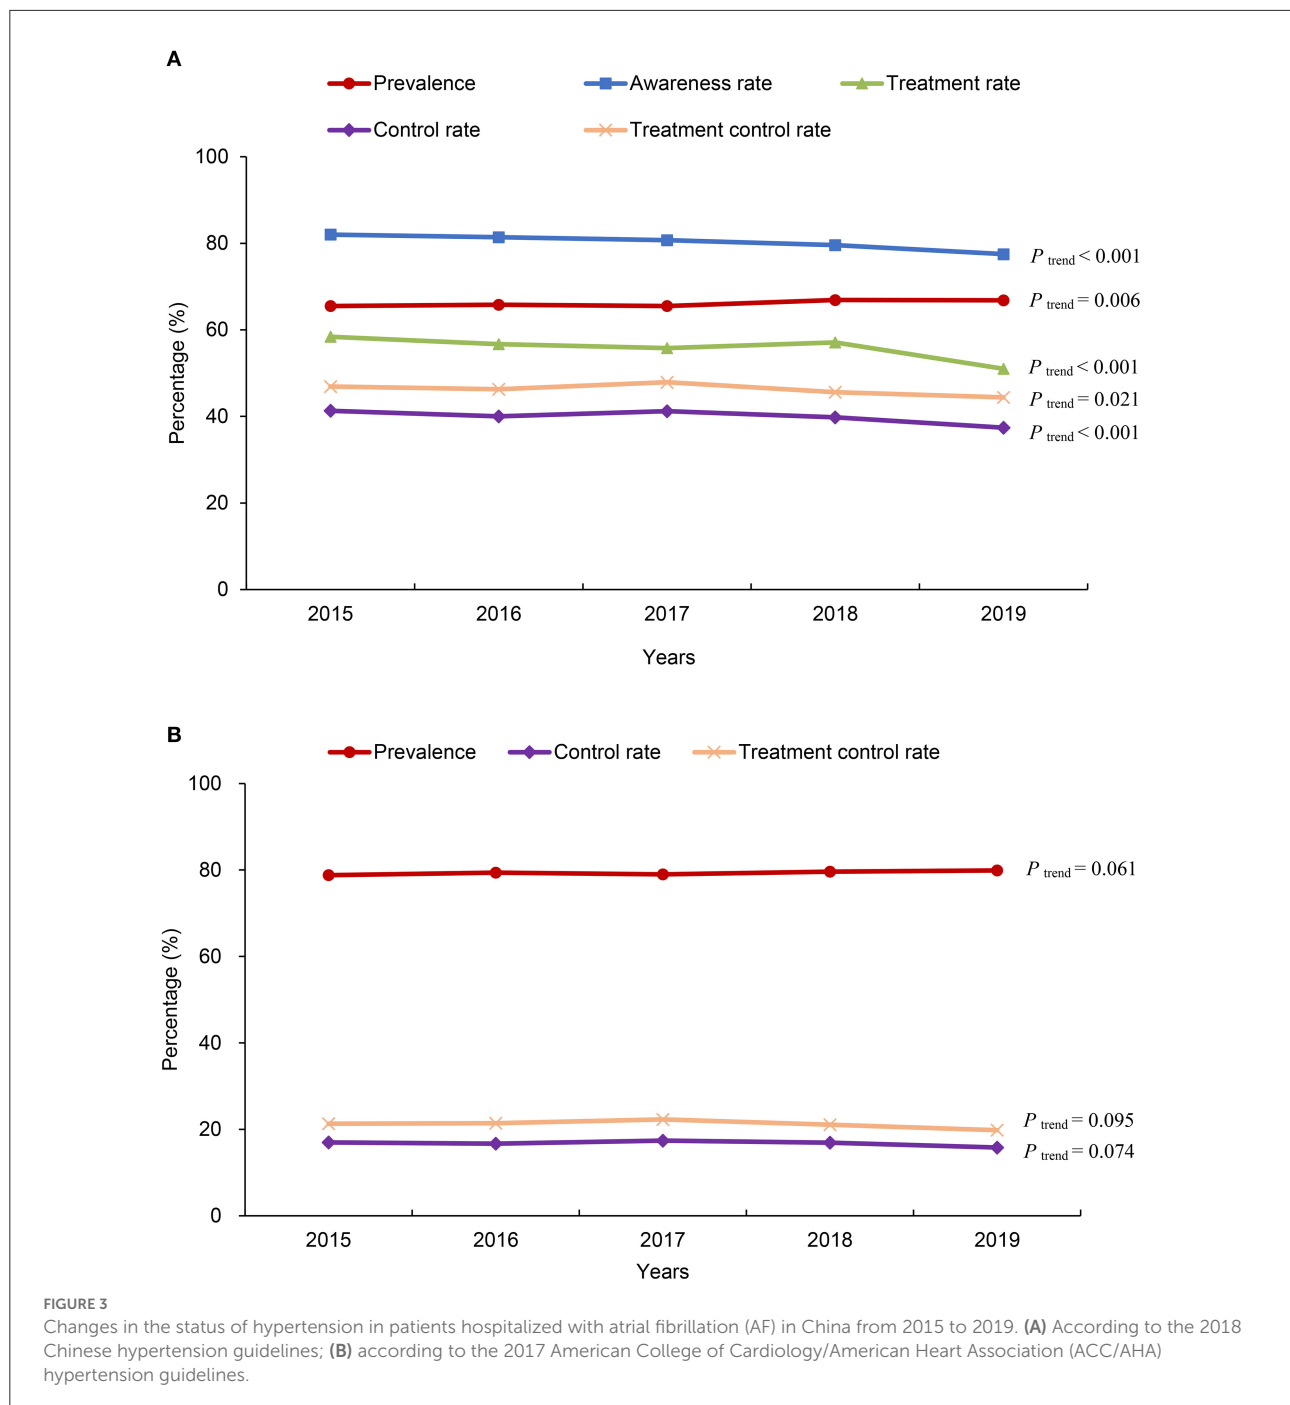 A
Prevalence
Awareness rate
Treatment rate
Control rate
Treatment control rate
100
80
60
40
20
0
Percentage (%)
P trend < 0.001
P trend = 0.006
P trend < 0.001
P trend = 0.021
P trend < 0.001
2015 2016 2017 2018 2019
Years
B
Prevalence
Control rate
Treatment control rate
100
80
60
40
20
0
Percentage (%)
P trend = 0.061
P trend = 0.095
P trend = 0.074
2015 2016 2017 2018 2019
Years
FIGURE 3
Changes in the status of hypertension in patients hospitalized with atrial fibrillation (AF) in China from 2015 to 2019. (A) According to the 2018
Chinese hypertension guidelines; (B) according to the 2017 American College of Cardiology/American Heart Association (ACC/AHA)
hypertension guidelines.